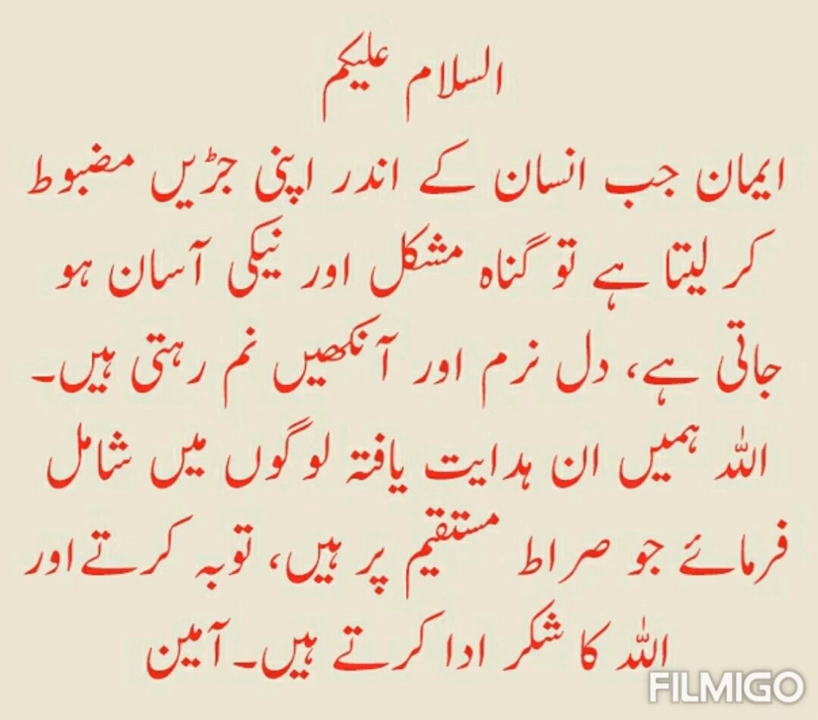 السلام علیکم
ایمان جب انسان کے اندر اپنی جڑیں مضبوط
کر لیتا ہے تو گناہ مشکل اور نیکی آسان ہو
جاتی ہے، دل نرم اور آنکھیں نم رہتی ہیں۔
اللہ ہمیں ان ہدایت یافتہ لوگوں میں شامل
فرمائے جو صراط مستقیم پر ہیں، توبہ کرتے اور
اللہ کا شکر ادا کرتے ہیں۔ آمین
FILMIGO